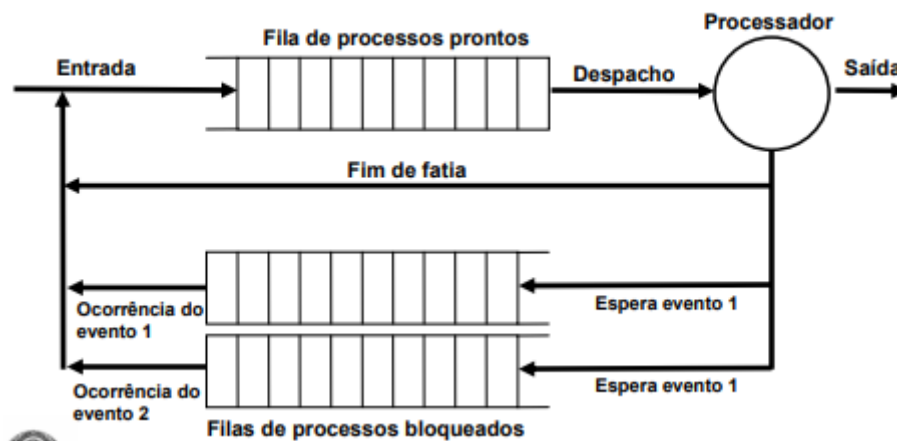 Processador
Fila de processos prontos
Entrada
Despacho
Saída
Fim de fatia
Ocorrência do
evento 1
Espera evento 1
Ocorrência do
evento 2
Espera evento 1
Filas de processos bloqueados